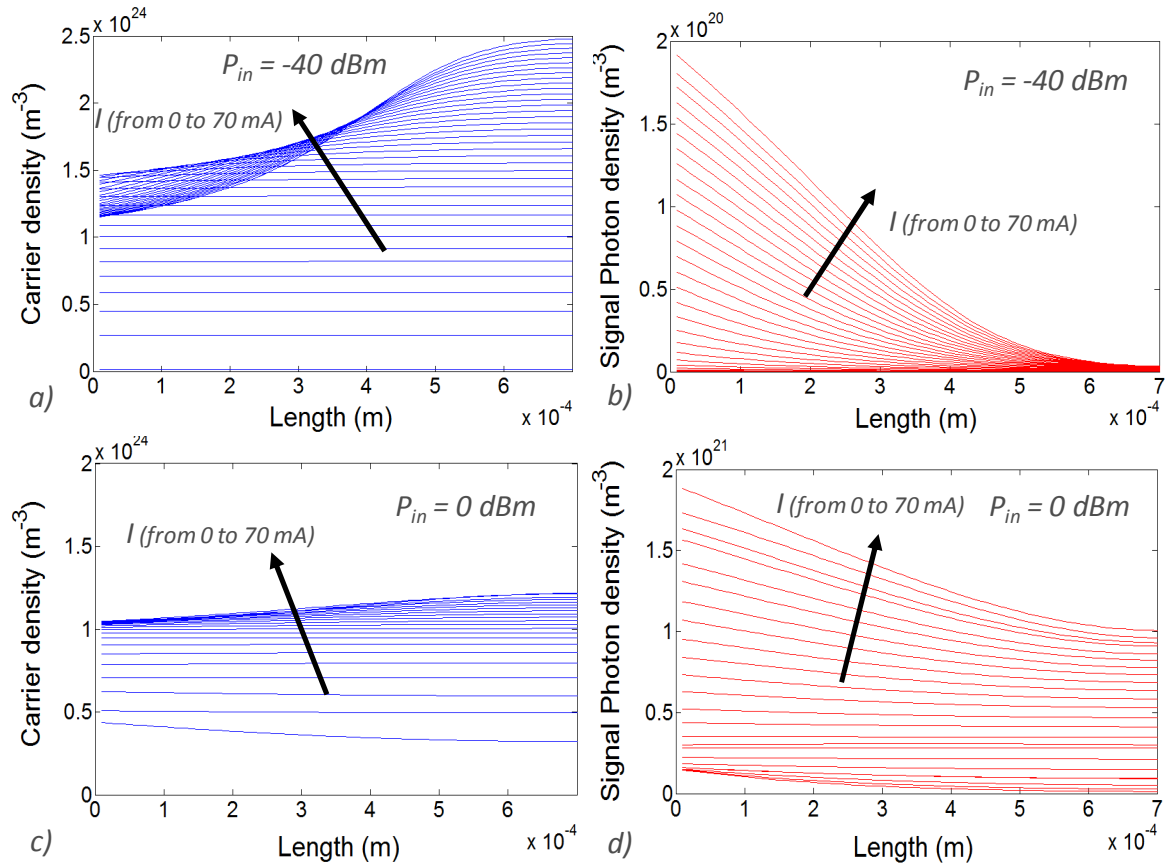 x 10^24
2.5
2
1.5
1
0.5
0
Carrier density (m^-3)
P_in = -40 dBm
I (from 0 to 70 mA)
0 1 2 3 4 5 6
x 10^-4
Length (m)
a)
x 10^20
2
1.5
1
0.5
0
Signal Photon density (m^-3)
P_in = -40 dBm
I (from 0 to 70 mA)
0 1 2 3 4 5 6 7
x 10^-4
Length (m)
b)
x 10^24
2
1.5
1
0.5
0
Carrier density (m^-3)
P_in = 0 dBm
I (from 0 to 70 mA)
0 1 2 3 4 5 6
x 10^-4
Length (m)
c)
x 10^21
2
1.5
1
0.5
0
Signal Photon density (m^-3)
I (from 0 to 70 mA) P_in = 0 dBm
0 1 2 3 4 5 6 7
x 10^-4
Length (m)
d)